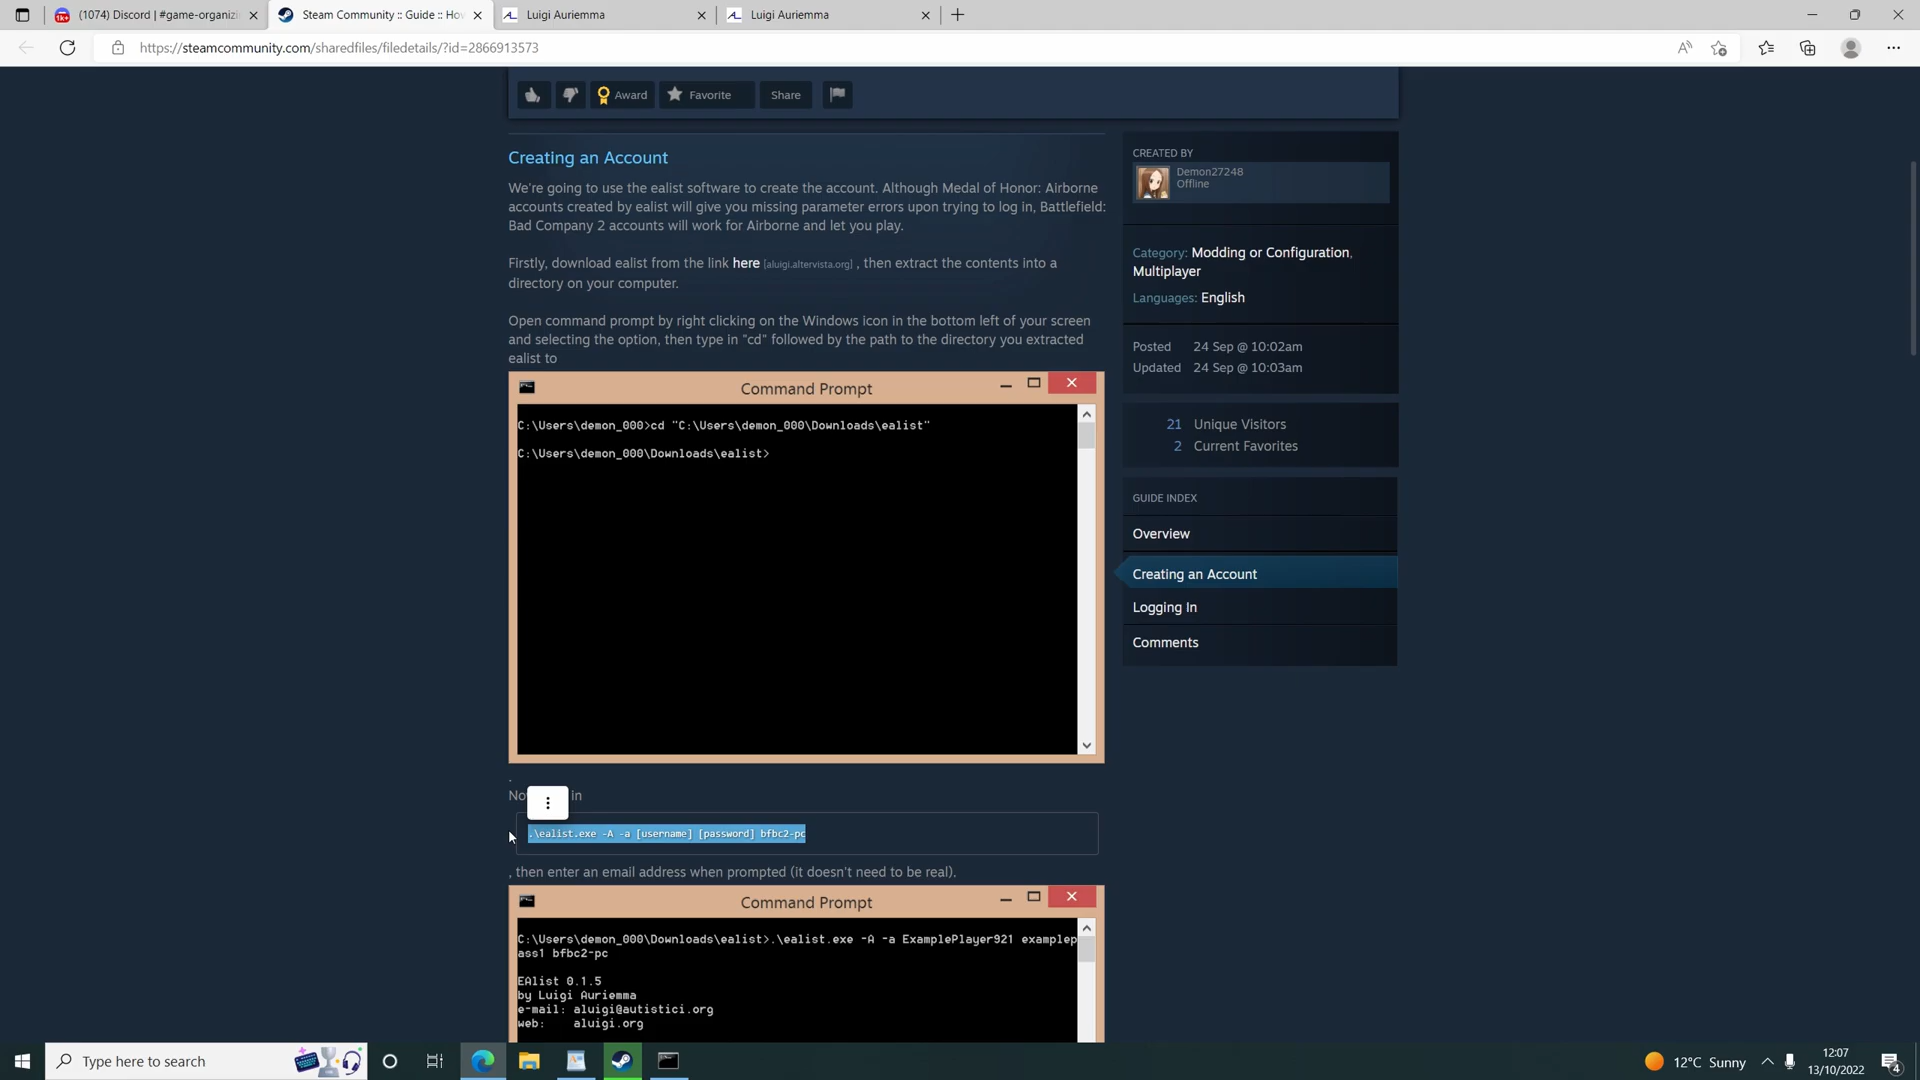 (1074) Discord | #game-organizi
Steam Community :: Guide :: Ho
Luigi Auriemma
Luigi Auriemma
https://steamcommunity.com/sharedfiles/filedetails/?id=2866913573
Award
Favorite
Share
Creating an Account
We're going to use the ealist software to create the account. Although Medal of Honor: Airborne
accounts created by ealist will give you missing parameter errors upon trying to log in, Battlefield:
Bad Company 2 accounts will work for Airborne and let you play.
Firstly, download ealist from the link here [aluigi.altervista.org] , then extract the contents into a
directory on your computer.
Open command prompt by right clicking on the Windows icon in the bottom left of your screen
and selecting the option, then type in "cd" followed by the path to the directory you extracted
ealist to
Command Prompt
C:\Users\demon_000>cd "C:\Users\demon_000\Downloads\ealist"
C:\Users\demon_000\Downloads\ealist>
.
No in
.\ealist.exe -A -a [username] [password] bfbc2-pc
, then enter an email address when prompted (it doesn't need to be real).
Command Prompt
C:\Users\demon_000\Downloads\ealist>.\ealist.exe -A -a ExamplePlayer921 examplep
ass1 bfbc2-pc
EAlist 0.1.5
by Luigi Auriemma
e-mail: aluigi@autistici.org
web: aluigi.org
CREATED BY
Demon27248
Offline
Category: Modding or Configuration,
Multiplayer
Languages: English
Posted 24 Sep @ 10:02am
Updated 24 Sep @ 10:03am
21 Unique Visitors
2 Current Favorites
GUIDE INDEX
Overview
Creating an Account
Logging In
Comments
Type here to search
12°C Sunny
12:07
13/10/2022
4